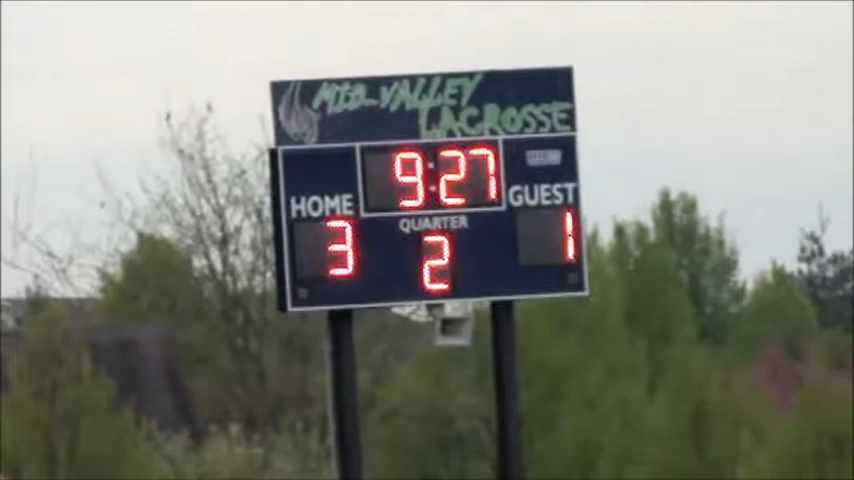 MID-VALLEY
LACROSSE
9:27
HOME
GUEST
QUARTER
3
2
1